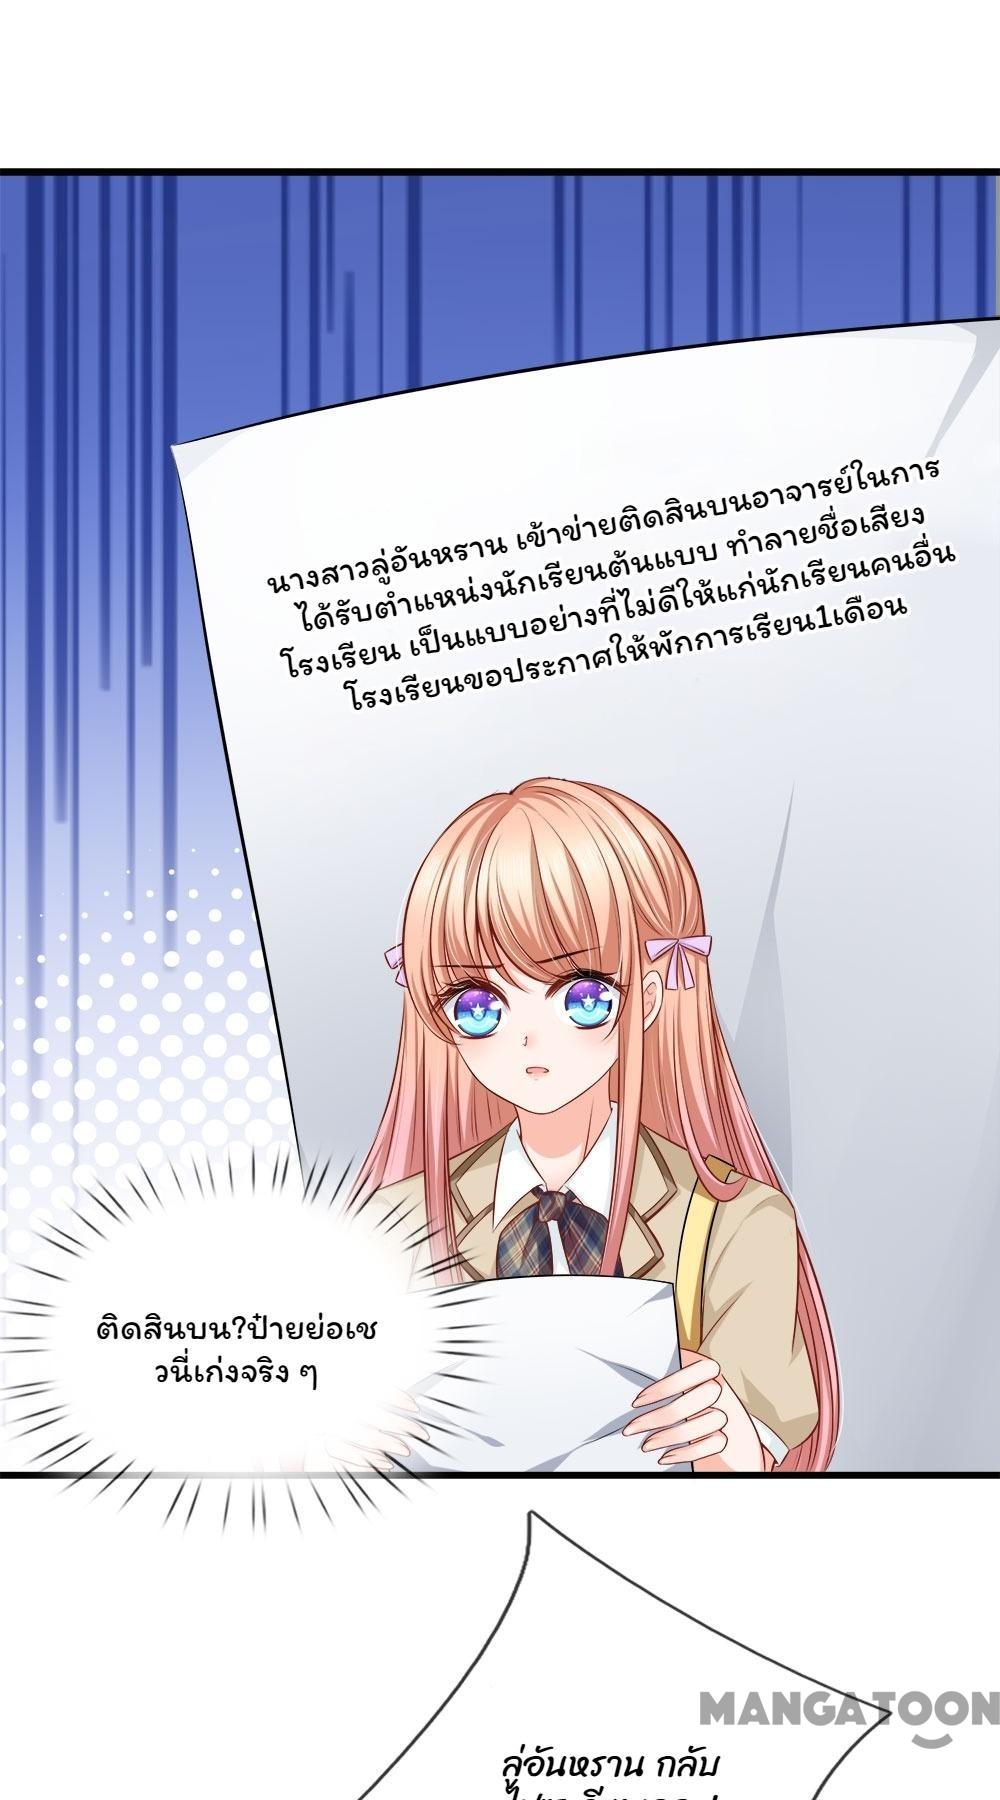 นางสาวลู่อันหราน เข้าข่ายติดสินบนอาจารย์ในการ
ได้รับตำแหน่งนักเรียนต้นแบบ ทำลายชื่อเสียง
โรงเรียน เป็นแบบอย่างที่ไม่ดีให้แก่นักเรียนคนอื่น
โรงเรียนขอประกาศให้พักการเรียน1เดือน
ติดสินบน?ป้ายย่อเช
วนี่เก่งจริง ๆ
MANGATOON
ลู่อันหราน กลับ